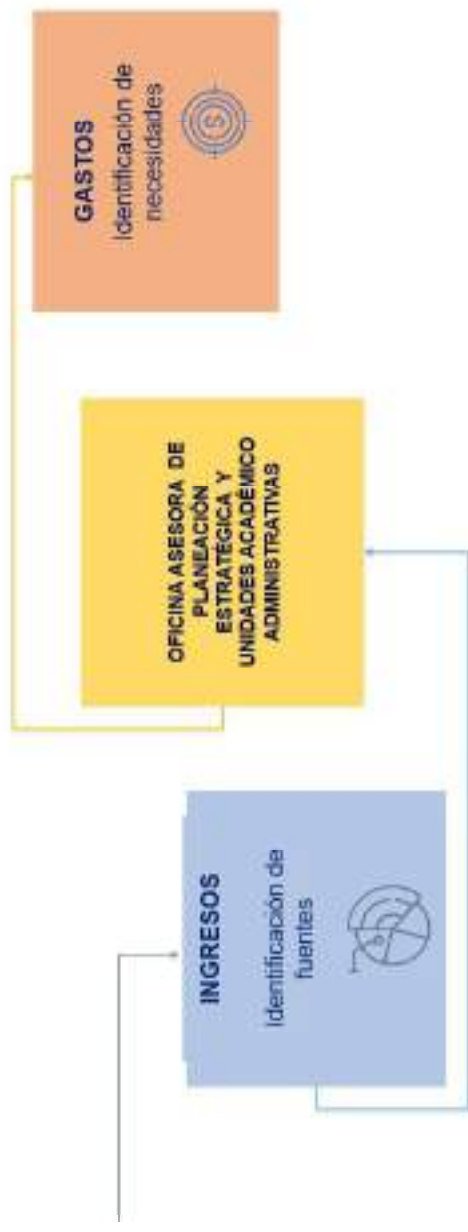 INGRESOS
Identificación de
fuentes
OFICINA ASESORA DE
PLANEACIÓN
ESTRATÉGICA Y
UNIDADES ACADÉMICO
ADMINISTRATIVAS
GASTOS
Identificación de
necesidades
$